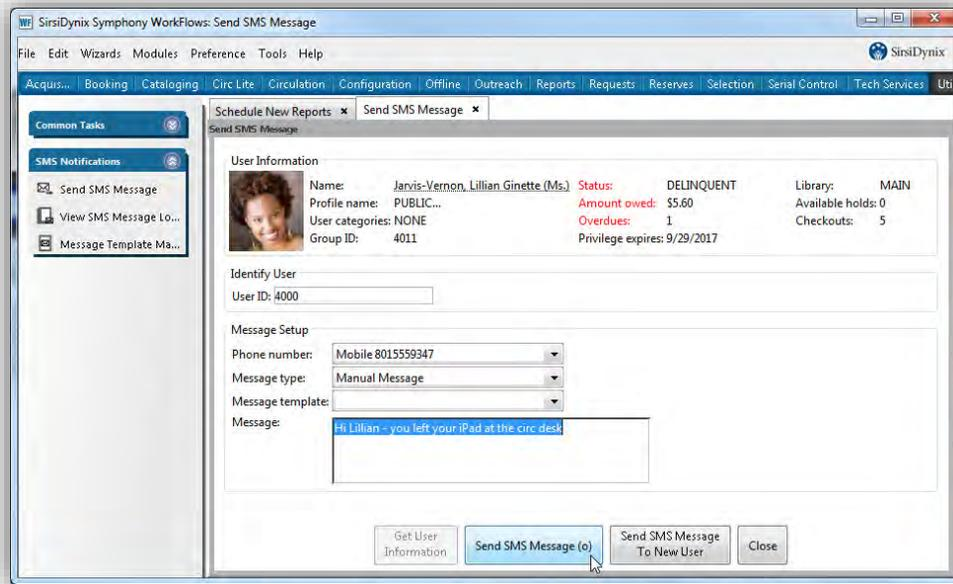 WF SirsiDynix Symphony WorkFlows: Send SMS Message
File Edit Wizards Modules Preference Tools Help
SirsiDynix
Acquis... Booking Cataloging Circ Lite Circulation Configuration Offline Outreach Reports Requests Reserves Selection Serial Control Tech Services Uti
Common Tasks
SMS Notifications
Send SMS Message
View SMS Message Lo...
Message Template Ma...
Schedule New Reports × Send SMS Message ×
Send SMS Message
User Information
Name: Jarvis-Vernon, Lillian Ginette (Ms.) Status: DELINQUENT Library: MAIN
Profile name: PUBLIC... Amount owed: $5.60 Available holds: 0
User categories: NONE Overdues: 1 Checkouts: 5
Group ID: 4011 Privilege expires: 9/29/2017
Identify User
User ID: 4000
Message Setup
Phone number: Mobile 8015559347
Message type: Manual Message
Message template:
Message: Hi Lillian - you left your iPad at the circ desk
Get User Information
Send SMS Message (o)
Send SMS Message To New User
Close